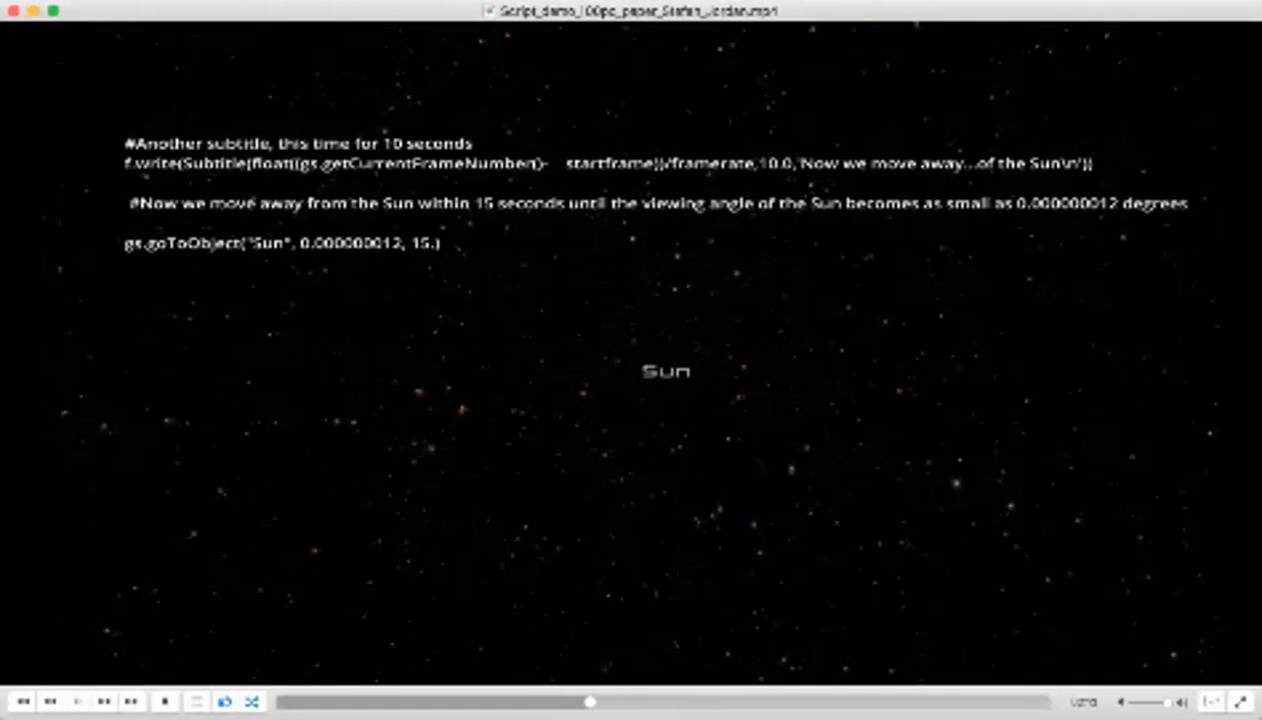 Script_demo_100pc_paper_Stefan_Jordan.mp4
#Another subtitle, this time for 10 seconds
f.write(Subtitle(float((gs.getCurrentFrameNumber()- startframe))/framerate,10.0,'Now we move away...of the Sun\n'))
#Now we move away from the Sun within 15 seconds until the viewing angle of the Sun becomes as small as 0.000000012 degrees
gs.goToObject("Sun", 0.000000012, 15.)
Sun